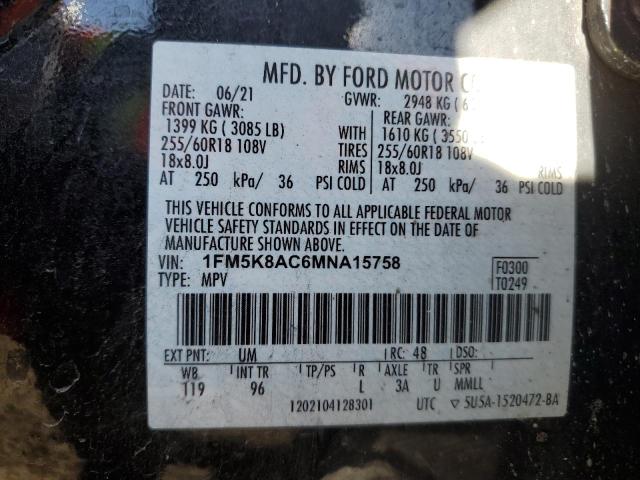 MFD. BY FORD MOTOR
DATE: 06/21 GVWR: 2948 KG
FRONT GAWR: REAR GAWR:
1399 KG (3085 LB) WITH 1610 KG (3550
255/60R18 108V TIRES 255/60R18 108V
18x8.0J RIMS 18x8.0J RIMS
AT 250 kPa/ 36 PSI COLD AT 250 kPa/ 36 PSI COLD
THIS VEHICLE CONFORMS TO ALL APPLICABLE FEDERAL MOTOR
VEHICLE SAFETY STANDARDS IN EFFECT ON THE DATE OF
MANUFACTURE SHOWN ABOVE.
VIN: 1FM5K8AC6MNA15758 F0300
TYPE: MPV T0249
EXT PNT: UM RC: 48 DSO:
WB INT TR TP/PS R AXLE TR SPR
119 96 L 3A U MMLL
1202104128301 UTC ▽ 5U5A-1520472-BA